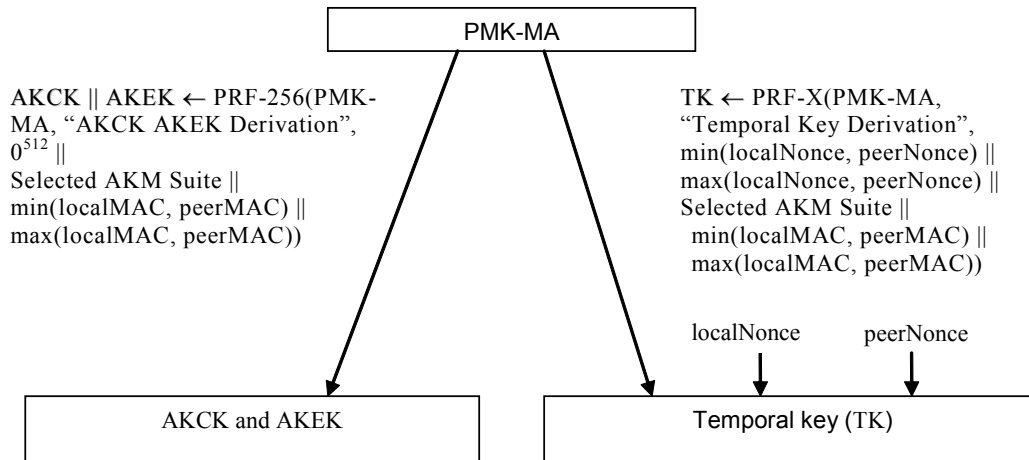 PMK-MA
AKCK || AKEK ← PRF-256(PMK-
MA, “AKCK AKEK Derivation”,
0^512 ||
Selected AKM Suite ||
min(localMAC, peerMAC) ||
max(localMAC, peerMAC))
TK ← PRF-X(PMK-MA,
“Temporal Key Derivation”,
min(localNonce, peerNonce) ||
max(localNonce, peerNonce) ||
Selected AKM Suite ||
min(localMAC, peerMAC) ||
max(localMAC, peerMAC))
localNonce peerNonce
AKCK and AKEK
Temporal key (TK)